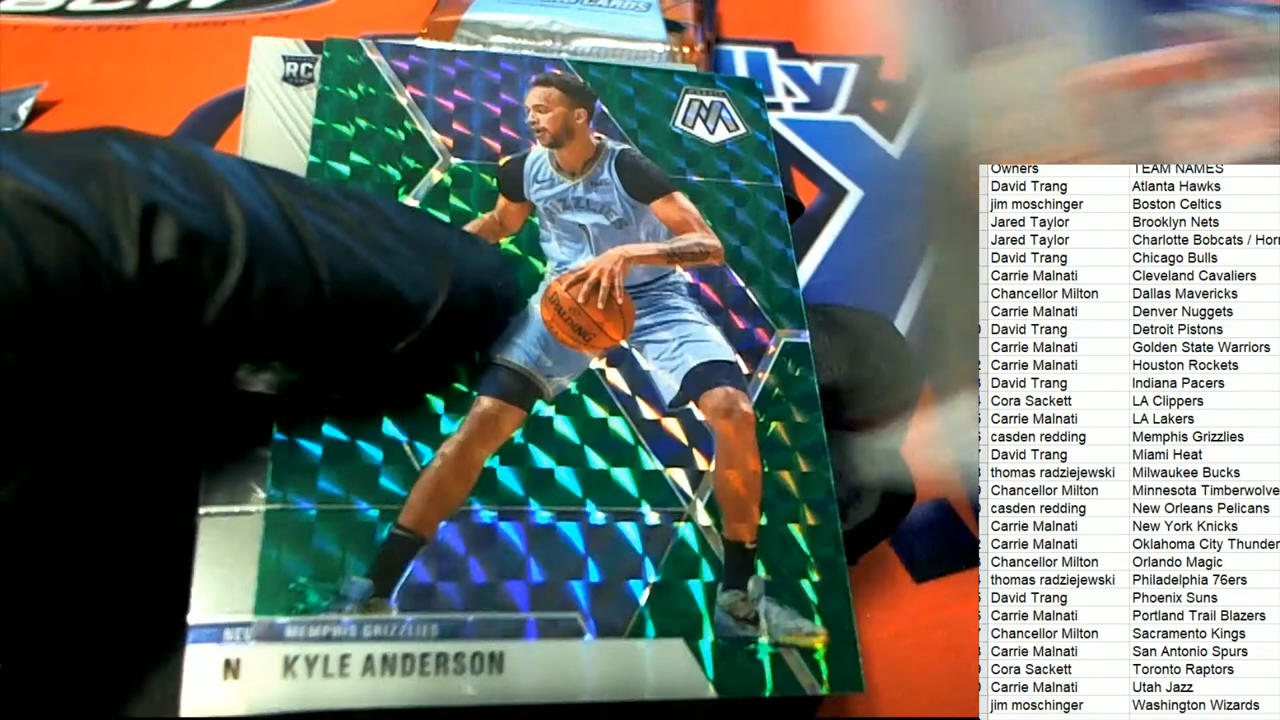 RC
M
lly
GRIZZLIES
1
SPALDING
NEW
MEMPHIS GRIZZLIES
N
KYLE ANDERSON
Owners TEAM NAMES
David Trang Atlanta Hawks
jim moschinger Boston Celtics
Jared Taylor Brooklyn Nets
Jared Taylor Charlotte Bobcats / Horn
David Trang Chicago Bulls
Carrie Malnati Cleveland Cavaliers
Chancellor Milton Dallas Mavericks
Carrie Malnati Denver Nuggets
David Trang Detroit Pistons
Carrie Malnati Golden State Warriors
Carrie Malnati Houston Rockets
David Trang Indiana Pacers
Cora Sackett LA Clippers
Carrie Malnati LA Lakers
casden redding Memphis Grizzlies
David Trang Miami Heat
thomas radziejewski Milwaukee Bucks
Chancellor Milton Minnesota Timberwolve
casden redding New Orleans Pelicans
Carrie Malnati New York Knicks
Carrie Malnati Oklahoma City Thunder
Chancellor Milton Orlando Magic
thomas radziejewski Philadelphia 76ers
David Trang Phoenix Suns
Carrie Malnati Portland Trail Blazers
Chancellor Milton Sacramento Kings
Carrie Malnati San Antonio Spurs
Cora Sackett Toronto Raptors
Carrie Malnati Utah Jazz
jim moschinger Washington Wizards